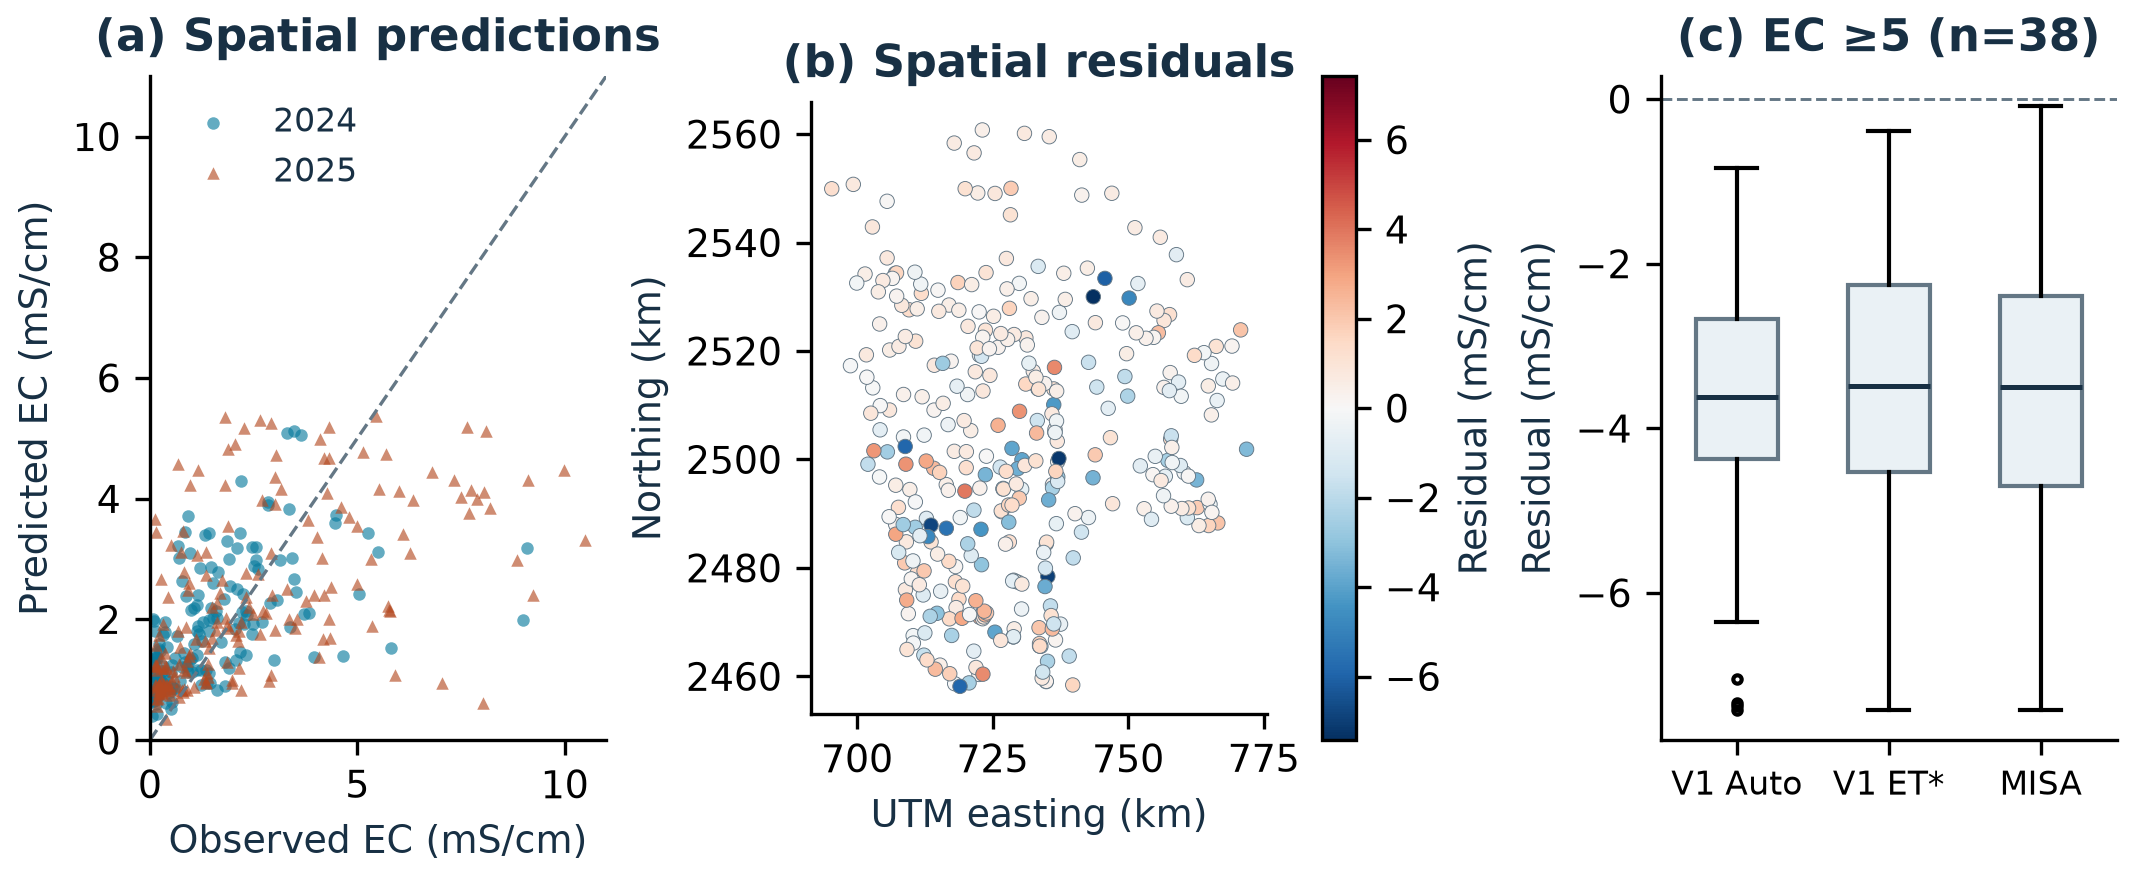 (a) Spatial predictions
2024
2025
10
8
6
4
2
0
0
5
10
Predicted EC (mS/cm)
Observed EC (mS/cm)
(b) Spatial residuals
2560
2540
2520
2500
2480
2460
700
725
750
775
Northing (km)
UTM easting (km)
6
4
2
0
−2
−4
−6
Residual (mS/cm)
(c) EC ≥5 (n=38)
0
−2
−4
−6
Residual (mS/cm)
V1 Auto
V1 ET*
MISA